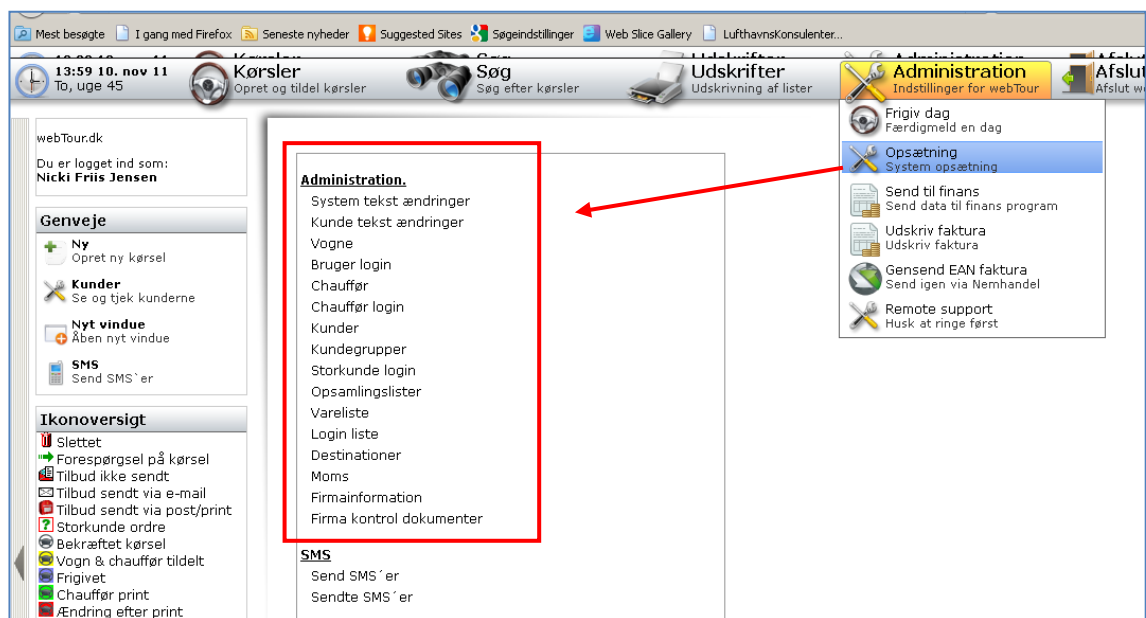 Mest besøgte I gang med Firefox Seneste nyheder Suggested Sites Søgeindstillinger Web Slice Gallery LufthavnsKonsulenter...
13:59 10. nov 11
To, uge 45
Kørsler
Opret og tildel kørsler
Søg
Søg efter kørsler
Udskrifter
Udskrivning af lister
Administration
Indstillinger for webTour
Afslut
Afslut w
Frigiv dag
Færdigmeld en dag
Opsætning
System opsætning
Send til finans
Send data til finans program
Udskriv faktura
Udskriv faktura
Gensend EAN faktura
Send igen via Nemhandel
Remote support
Husk at ringe først
webTour.dk
Du er logget ind som:
Nicki Friis Jensen
Genveje
Ny
Opret ny kørsel
Kunder
Se og tjek kunderne
Nyt vindue
Åben nyt vindue
SMS
Send SMS`er
Ikonoversigt
Slettet
Forespørgsel på kørsel
Tilbud ikke sendt
Tilbud sendt via e-mail
Tilbud sendt via post/print
Storkunde ordre
Bekræftet kørsel
Vogn & chauffør tildelt
Frigivet
Chauffør print
Ændring efter print
Administration.
System tekst ændringer
Kunde tekst ændringer
Vogne
Bruger login
Chauffør
Chauffør login
Kunder
Kundegrupper
Storkunde login
Opsamlingslister
Vareliste
Login liste
Destinationer
Moms
Firmainformation
Firma kontrol dokumenter
SMS
Send SMS´er
Sendte SMS´er